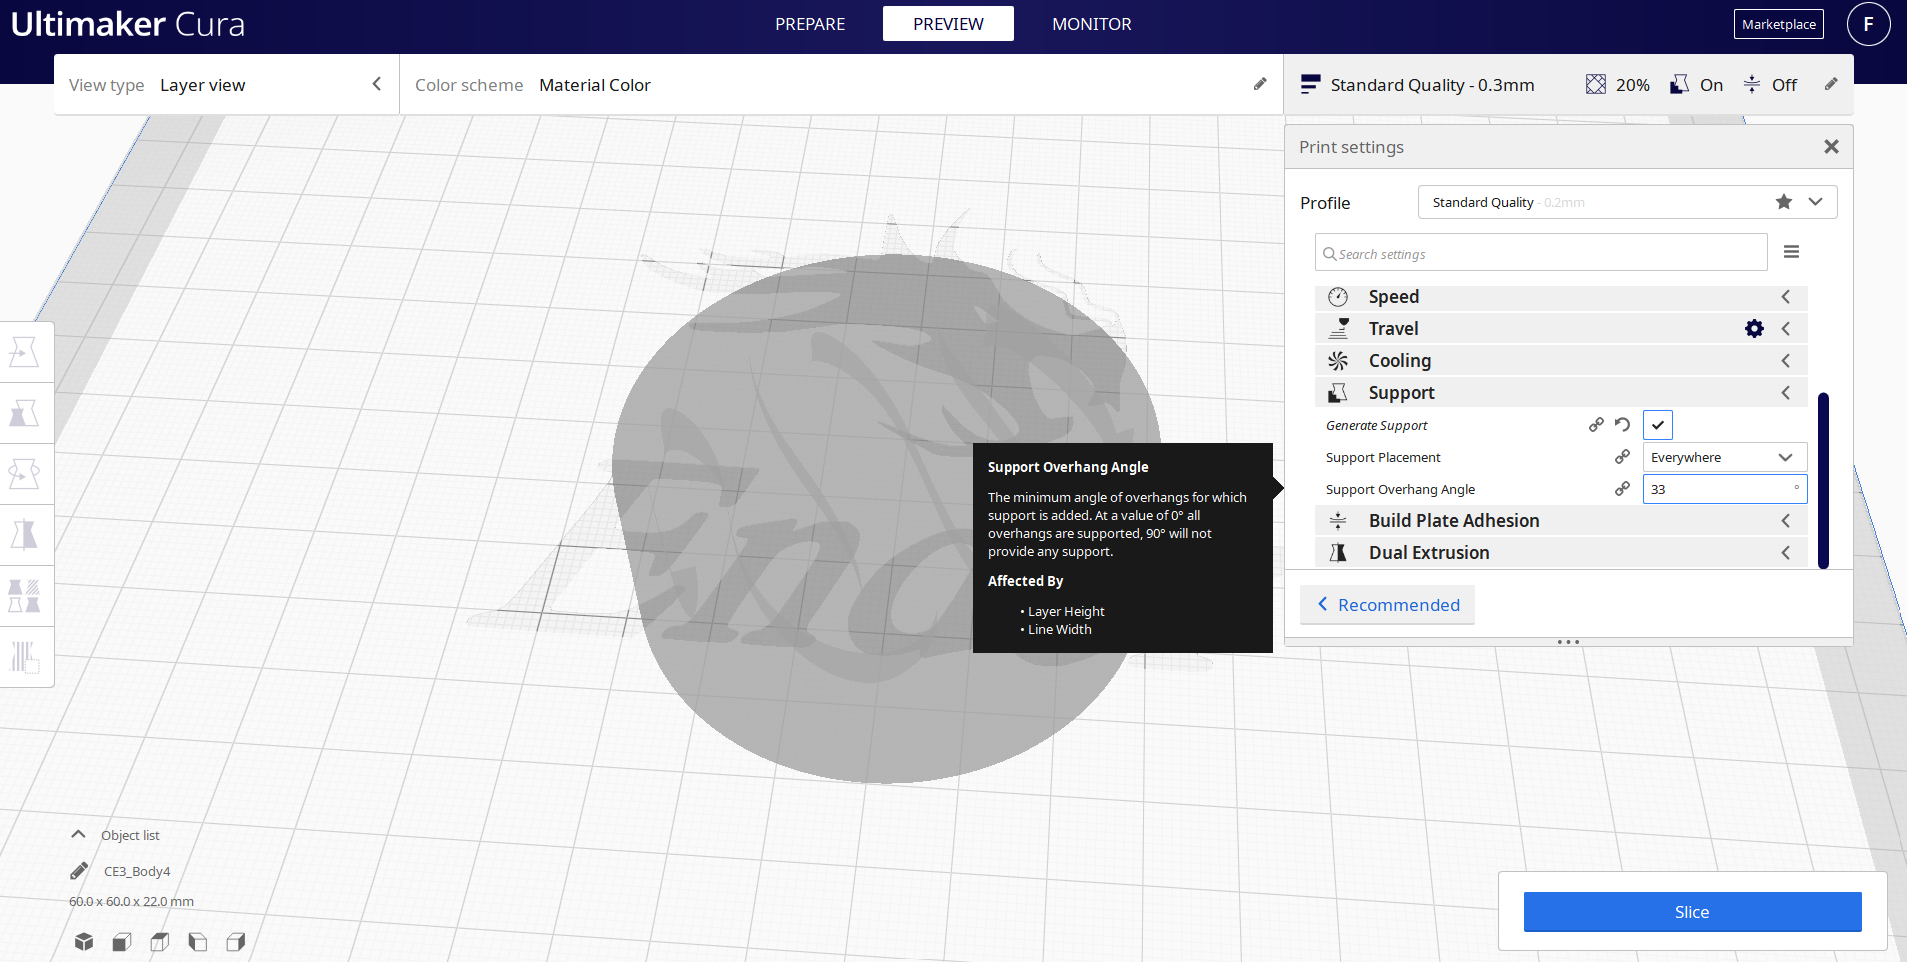 Ultimaker Cura
PREPARE
PREVIEW
MONITOR
Marketplace
F
View type Layer view
Color scheme Material Color
Standard Quality - 0.3mm
20%
On
Off
Print settings
Profile
Standard Quality - 0.2mm
Search settings
Speed
Travel
Cooling
Support
Generate Support
Support Placement
Everywhere
Support Overhang Angle
33
°
Build Plate Adhesion
Dual Extrusion
Recommended
Support Overhang Angle
The minimum angle of overhangs for which
support is added. At a value of 0° all
overhangs are supported, 90° will not
provide any support.
Affected By
• Layer Height
• Line Width
Object list
CE3_Body4
60.0 x 60.0 x 22.0 mm
Slice